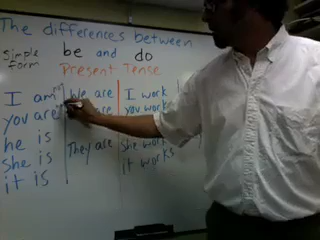 The differences between
Simple form be and do
Present Tense
I am We are I work
you are are you work
he is
she is They are she works
it is it works